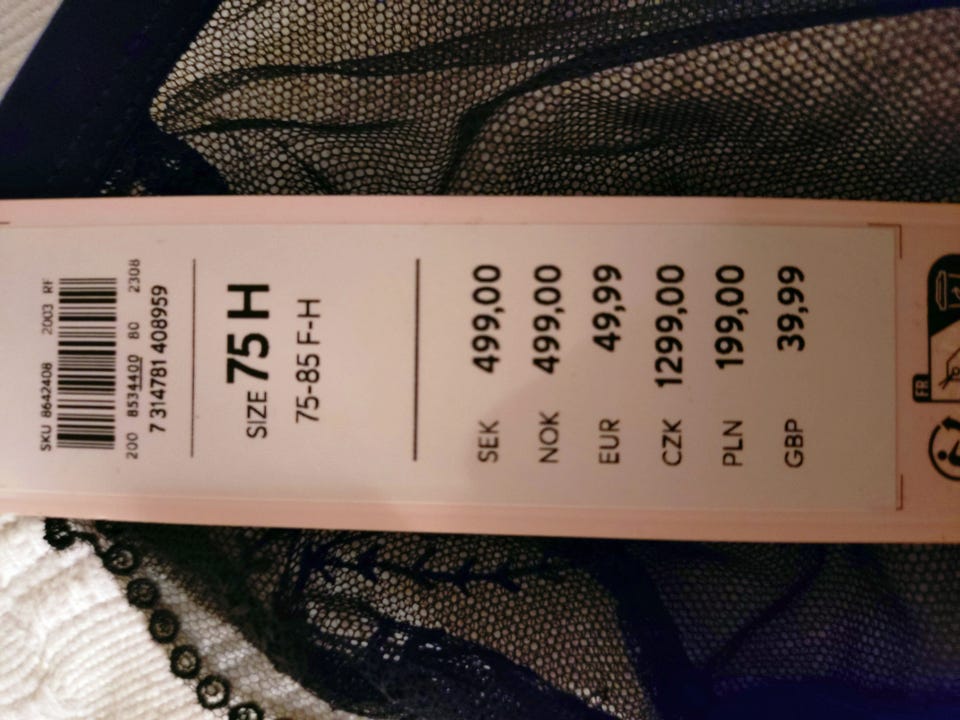 SKU 8642408 2003 RF
200 8534400 80 2308
7 314781 408959
SIZE 75 H
75-85 F-H
SEK 499,00
NOK 499,00
EUR 49,99
CZK 1299,00
PLN 199,00
GBP 39,99
FR